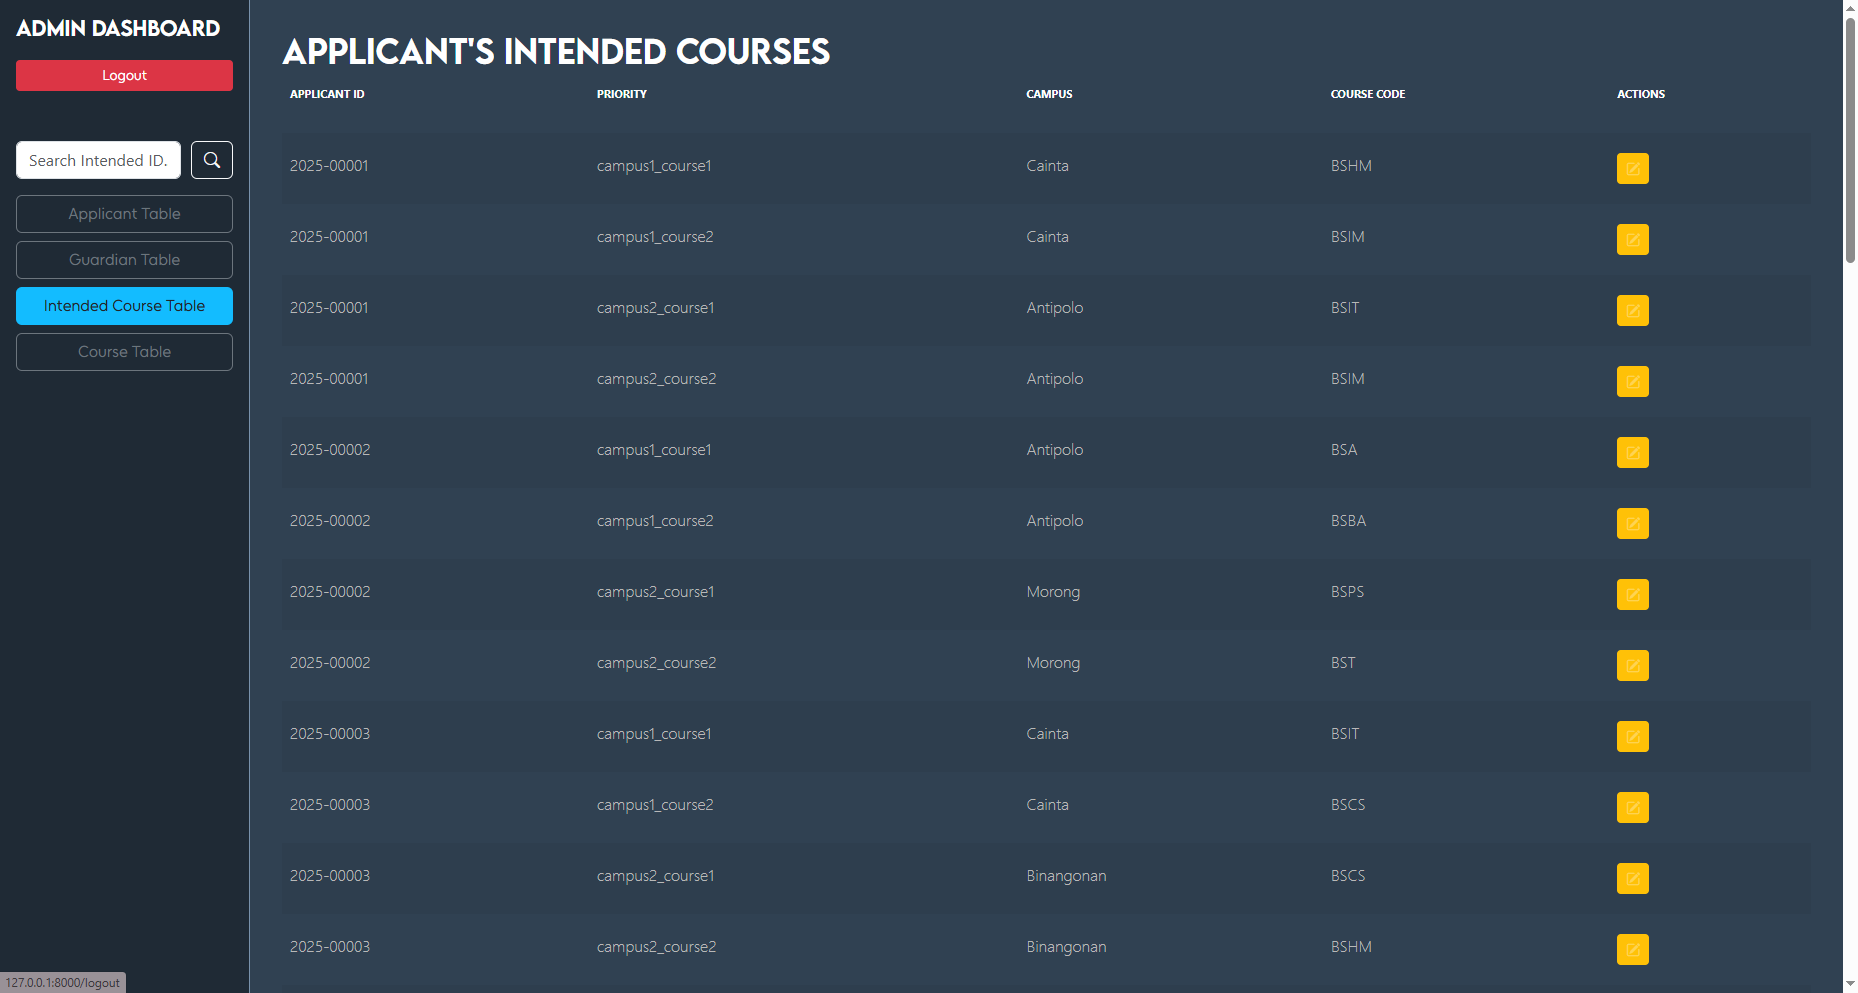 ADMIN DASHBOARD
Logout
Search Intended ID.
Applicant Table
Guardian Table
Intended Course Table
Course Table
APPLICANT'S INTENDED COURSES
APPLICANT ID PRIORITY CAMPUS COURSE CODE ACTIONS
2025-00001 campus1_course1 Cainta BSHM
2025-00001 campus1_course2 Cainta BSIM
2025-00001 campus2_course1 Antipolo BSIT
2025-00001 campus2_course2 Antipolo BSIM
2025-00002 campus1_course1 Antipolo BSA
2025-00002 campus1_course2 Antipolo BSBA
2025-00002 campus2_course1 Morong BSPS
2025-00002 campus2_course2 Morong BST
2025-00003 campus1_course1 Cainta BSIT
2025-00003 campus1_course2 Cainta BSCS
2025-00003 campus2_course1 Binangonan BSCS
2025-00003 campus2_course2 Binangonan BSHM
127.0.0.1:8000/logout